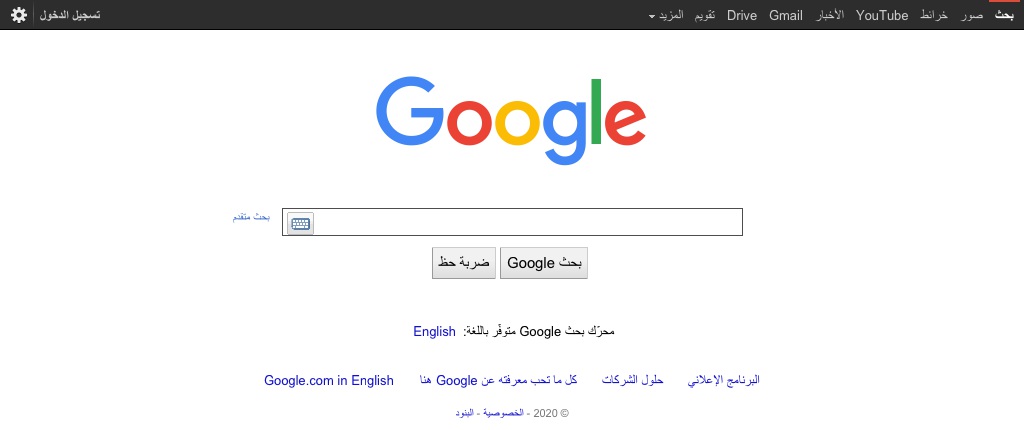 بحث صور خرائط YouTube الأخبار Gmail Drive تقويم المزيد تسجيل الدخول
Google
بحث متقدم
بحث Google ضربة حظ
محرّك بحث Google متوفّر باللغة: English
البرنامج الإعلاني حلول الشركات كل ما تحب معرفته عن Google هنا Google.com in English
© 2020 - الخصوصية - البنود